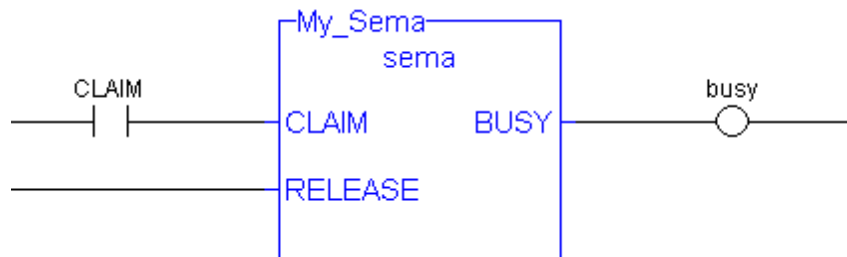 My_Sema
sema
CLAIM
busy
CLAIM
BUSY
RELEASE